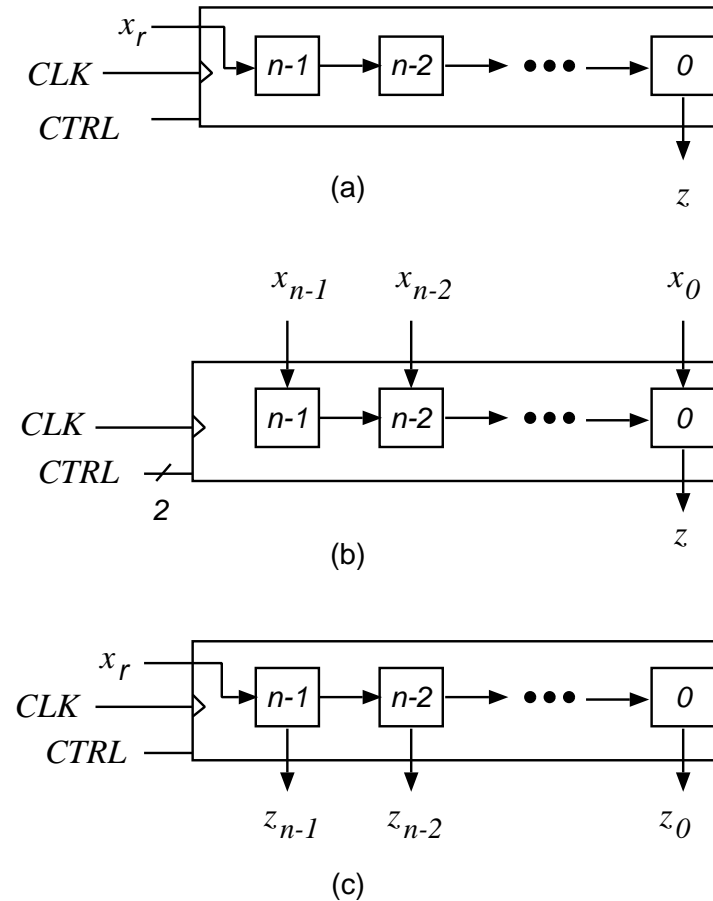 x_r
n-1 n-2 ••• 0
CLK
CTRL
z
(a)
x_{n-1} x_{n-2} x_0
n-1 n-2 ••• 0
CLK
CTRL
2
z
(b)
x_r
n-1 n-2 ••• 0
CLK
CTRL
z_{n-1} z_{n-2} z_0
(c)